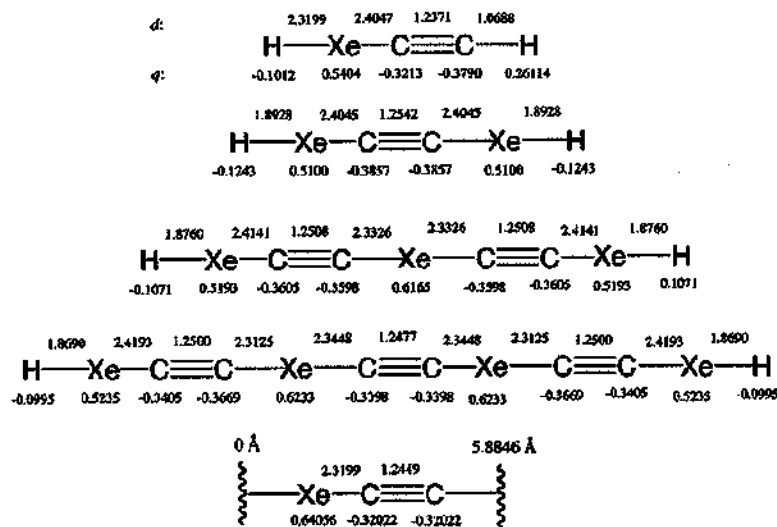 d: 2.3199 2.4047 1.2371 1.0688
H Xe C C H
q: -0.1012 0.5404 -0.3213 -0.3790 0.26114
1.8928 2.4045 1.2542 2.4045 1.8928
H Xe C C Xe H
-0.1243 0.5100 -0.3857 -0.3857 0.5100 -0.1243
1.8760 2.4141 1.2508 2.3326 2.3326 1.2508 2.4141 1.8760
H Xe C C Xe C C Xe H
-0.1071 0.5193 -0.3605 -0.3598 0.6165 -0.3598 -0.3605 0.5193 0.1071
1.8690 2.4193 1.2500 2.3125 2.3448 1.2477 2.3448 2.3125 1.2500 2.4193 1.8690
H Xe C C Xe C C Xe C C Xe H
-0.0995 0.5235 -0.3405 -0.3669 0.6233 -0.3398 -0.3398 0.6233 -0.3669 -0.3405 0.5235 -0.0995
0 Å 5.8846 Å
2.3199 1.2449
Xe C C
0.64056 -0.32022 -0.32022